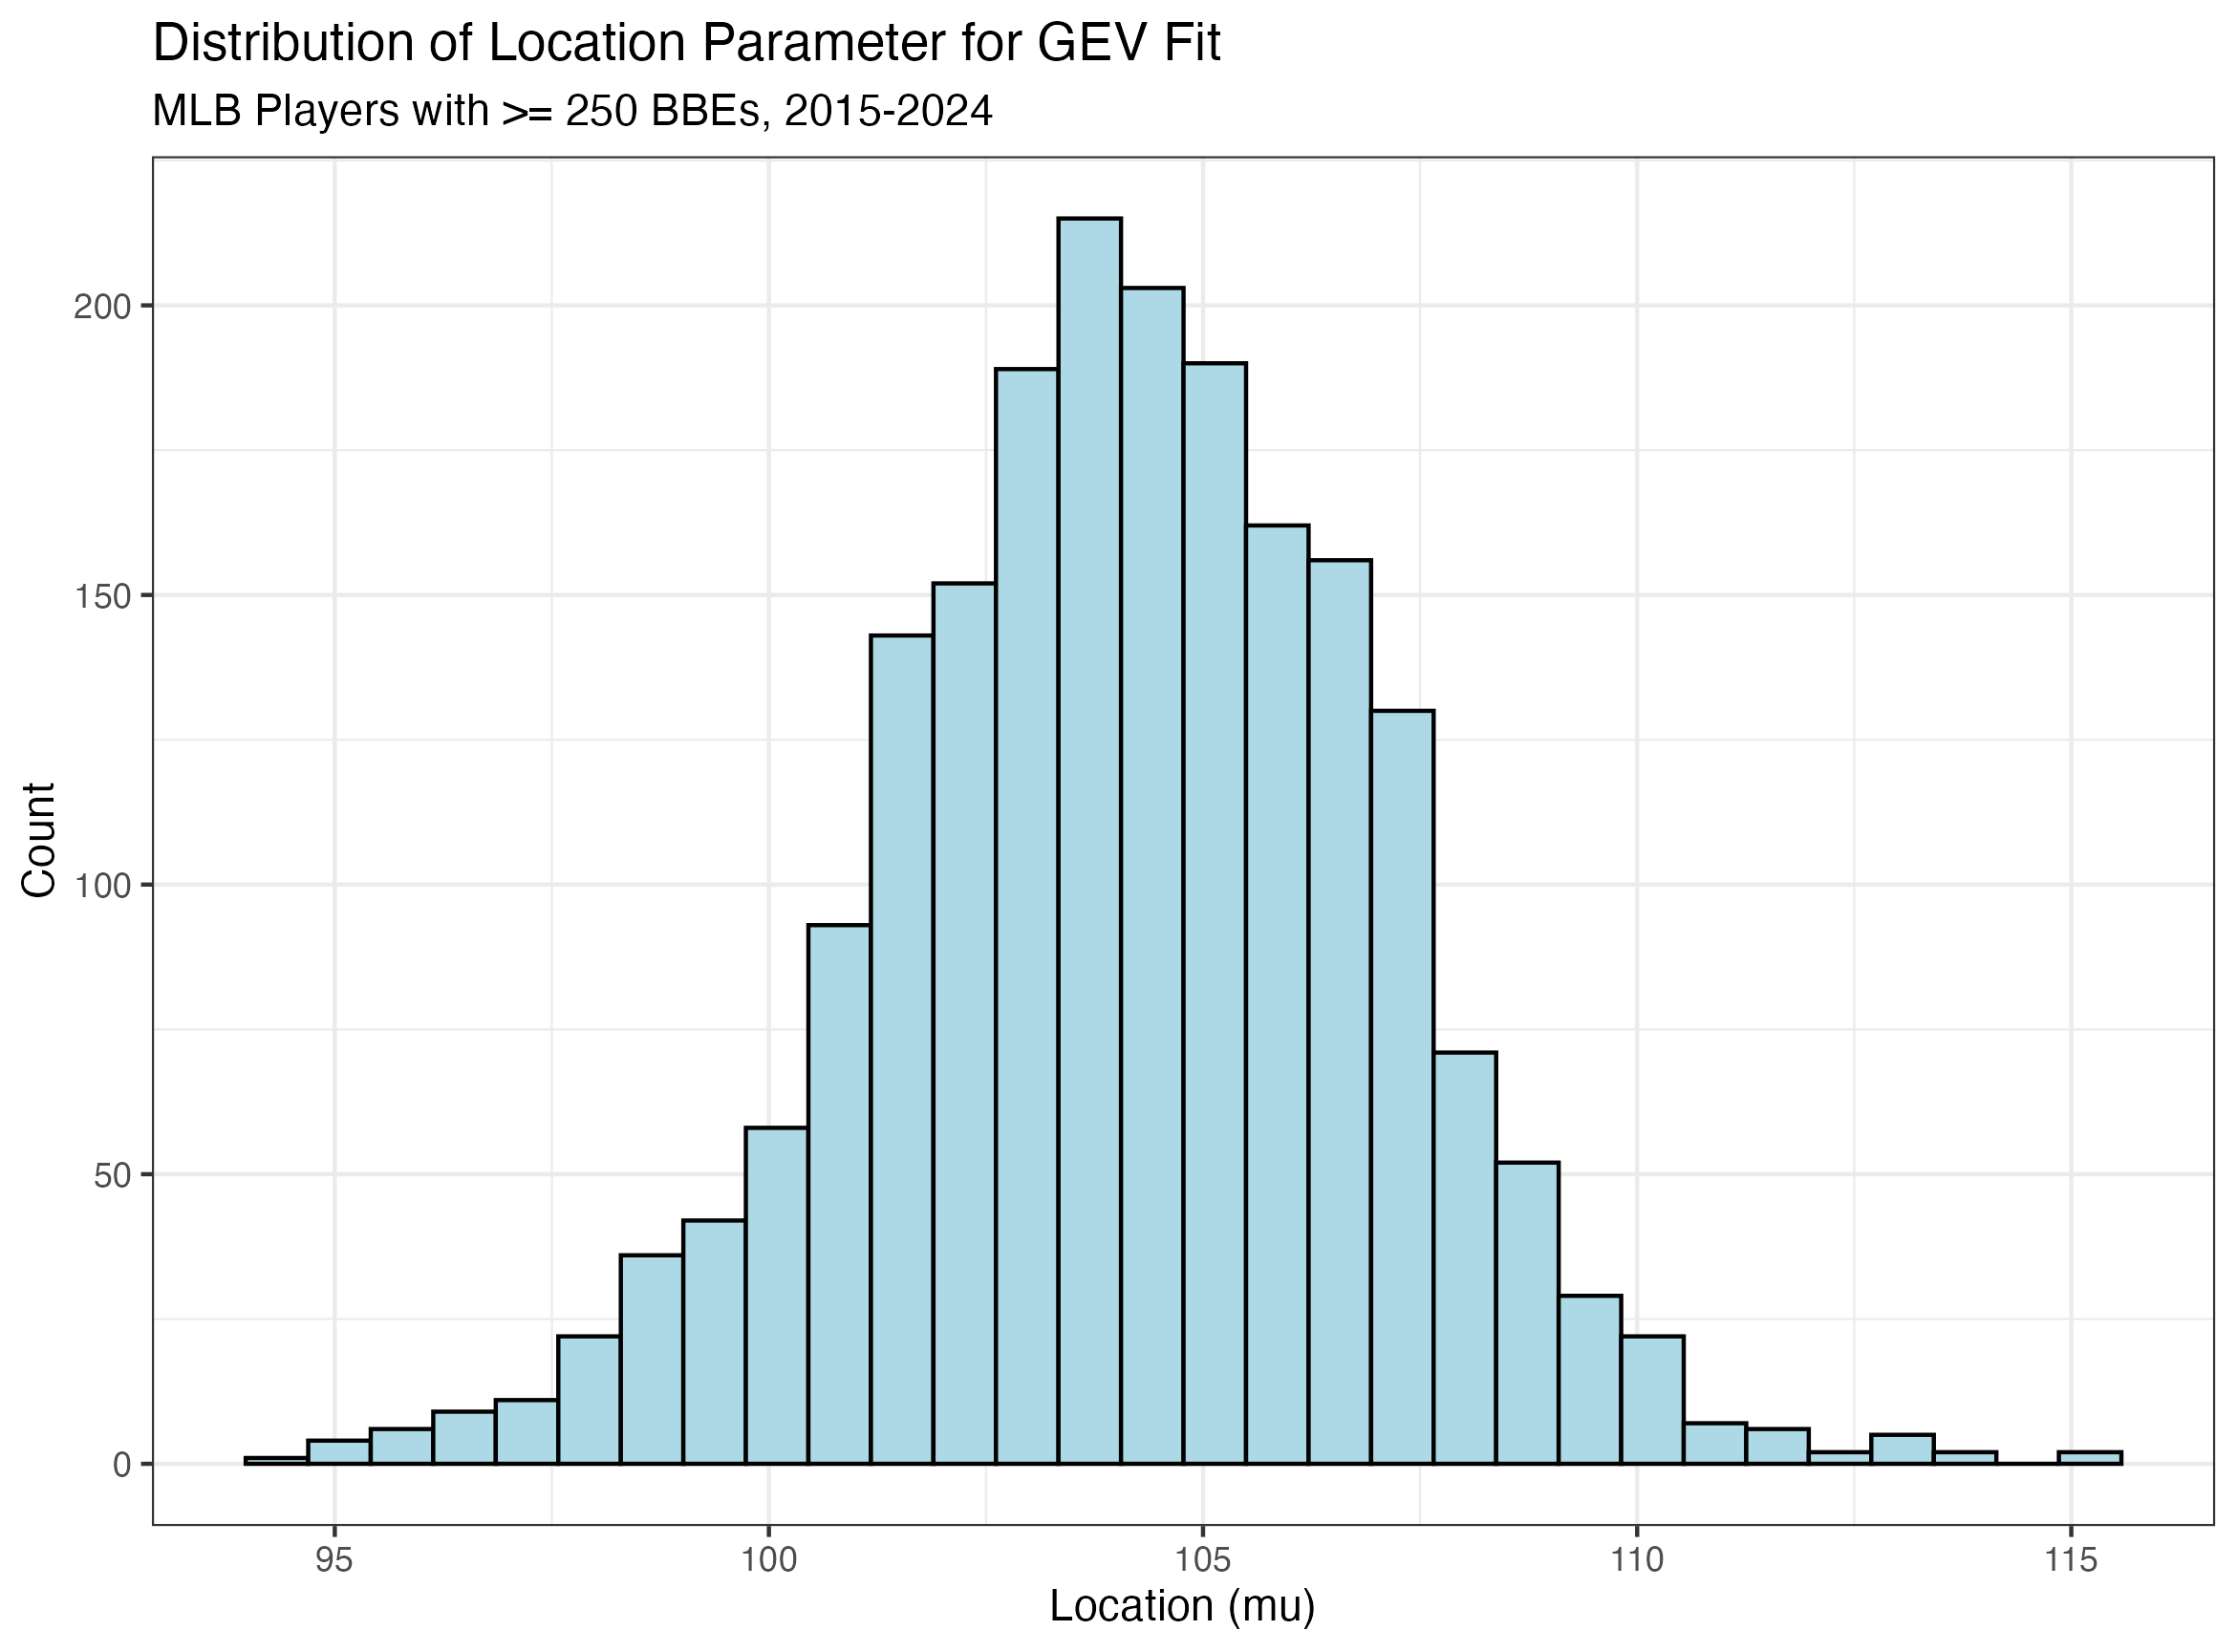 Distribution of Location Parameter for GEV Fit
MLB Players with >= 250 BBEs, 2015-2024
Count
200
150
100
50
0
95 100 105 110 115
Location (mu)